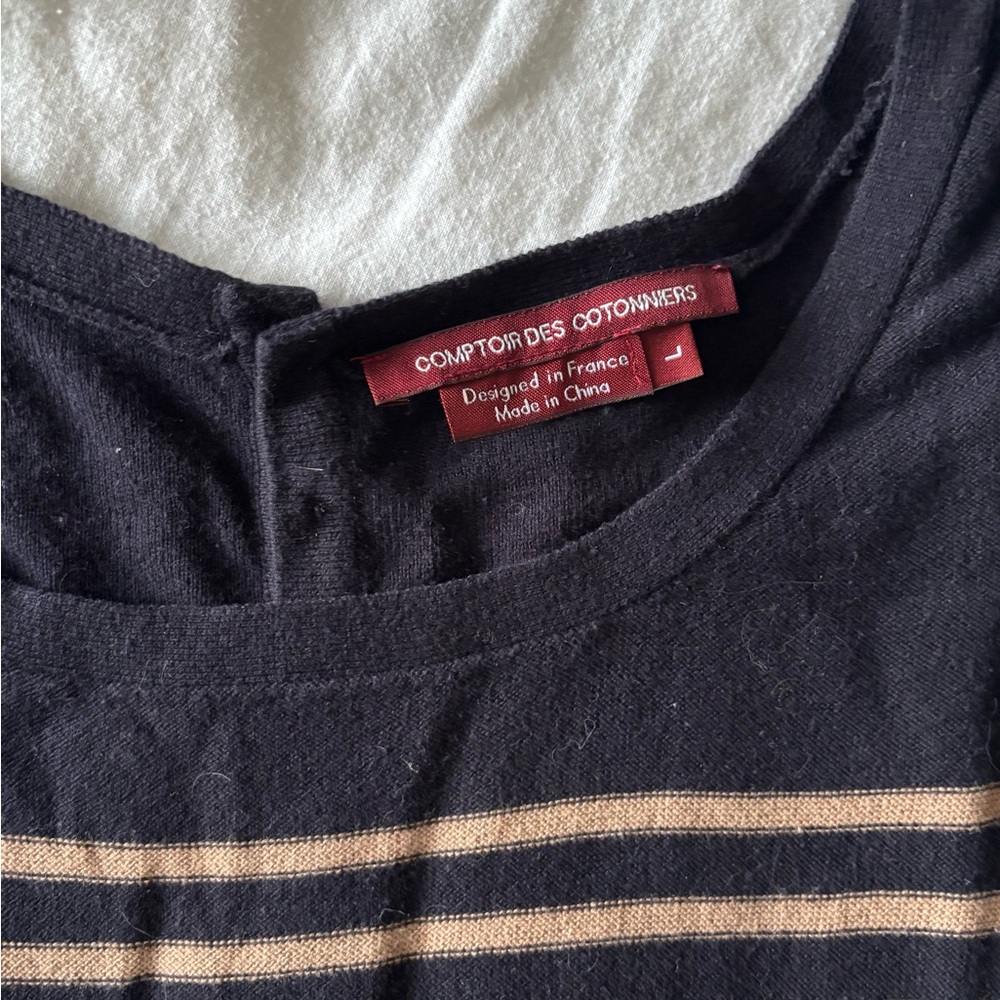 COMPTOIR DES COTONNIERS
L
Designed in France
Made in China